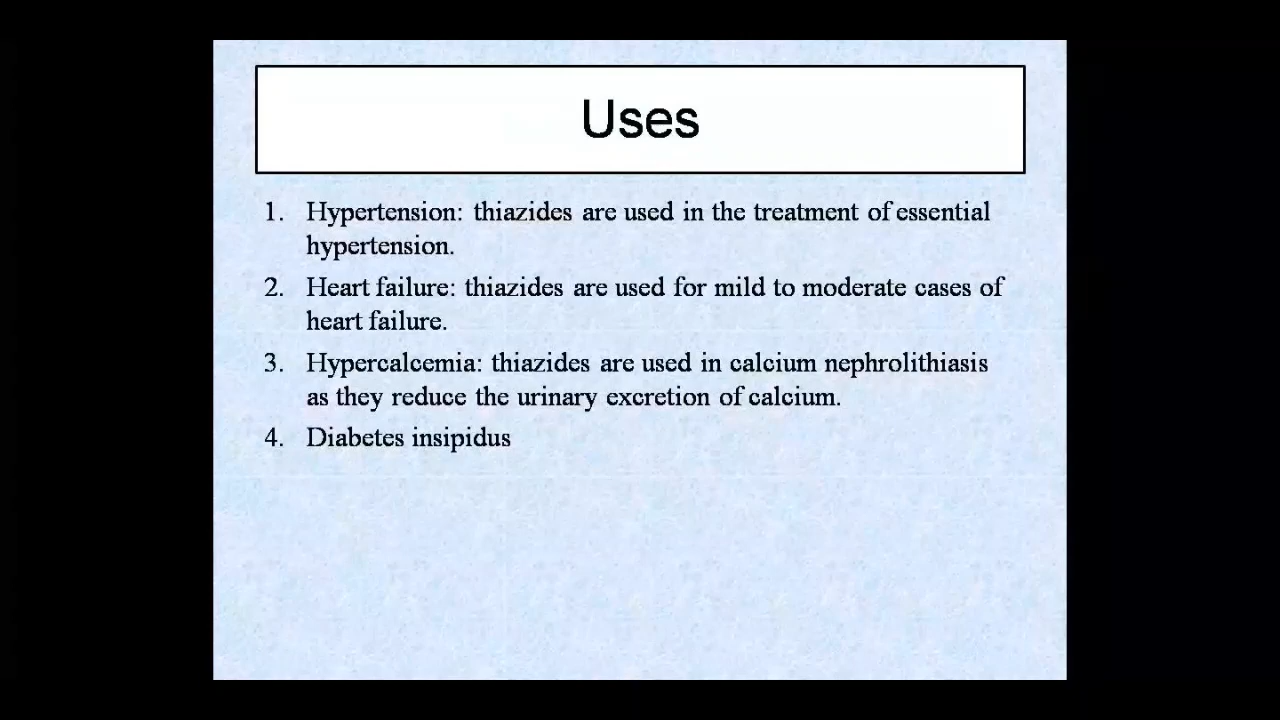 Uses
1. Hypertension: thiazides are used in the treatment of essential
hypertension.
2. Heart failure: thiazides are used for mild to moderate cases of
heart failure.
3. Hypercalcemia: thiazides are used in calcium nephrolithiasis
as they reduce the urinary excretion of calcium.
4. Diabetes insipidus